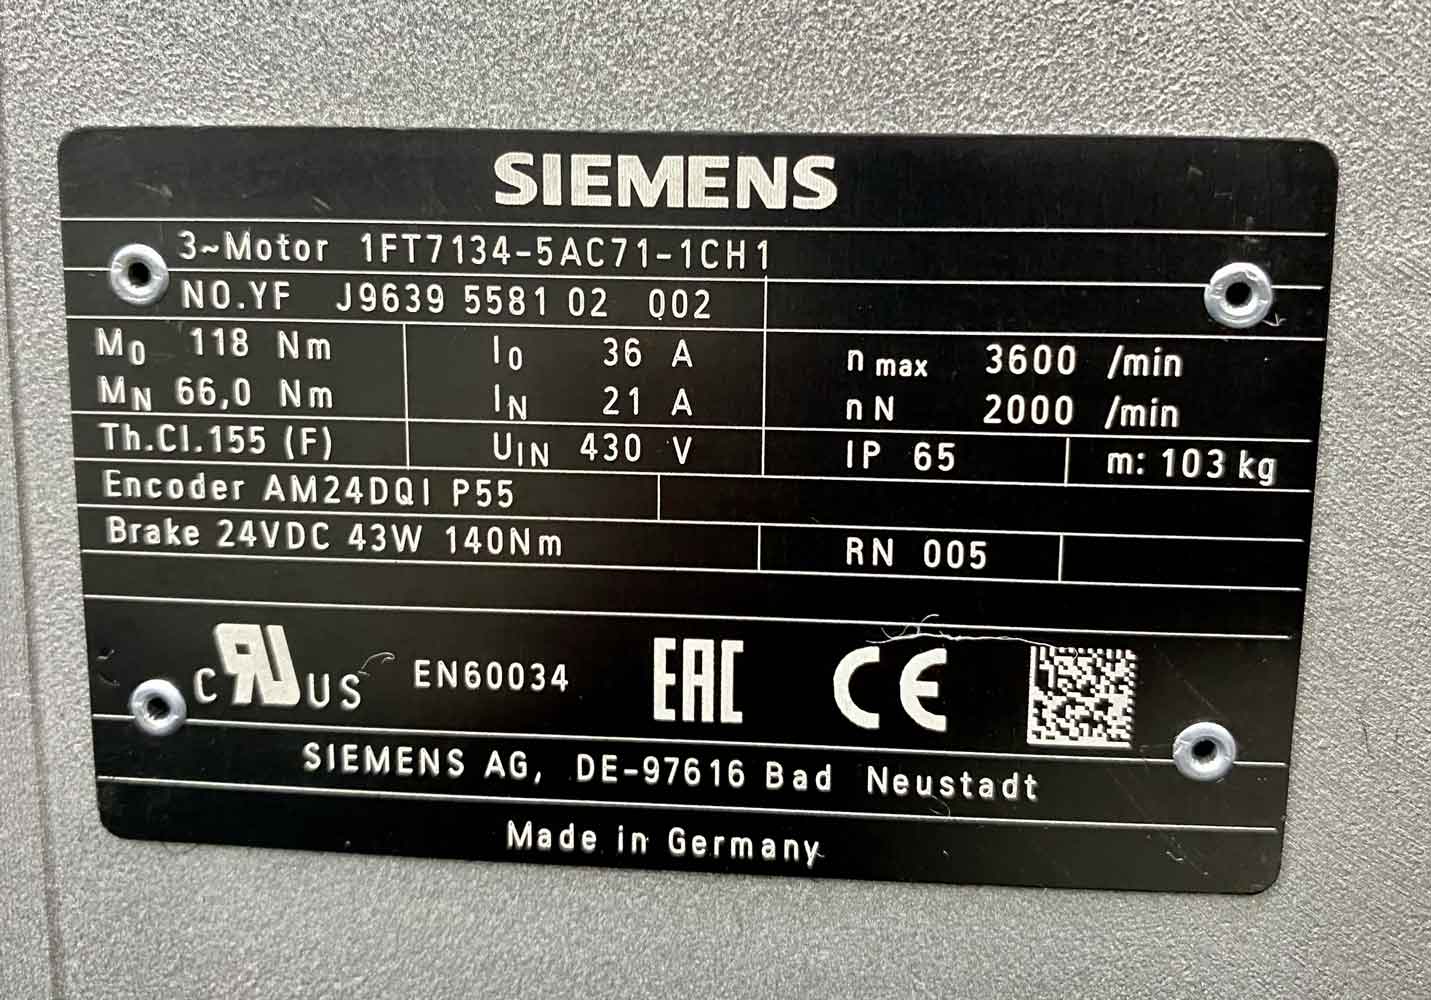 SIEMENS
3~Motor 1FT7134-5AC71-1CH1
NO.YF J9639 5581 02 002
M0 118 Nm I0 36 A n max 3600 /min
MN 66,0 Nm IN 21 A nN 2000 /min
Th.Cl.155 (F) UIN 430 V IP 65 m: 103 kg
Encoder AM24DQI P55
Brake 24VDC 43W 140Nm RN 005
C RU US EN60034 EAC CE
SIEMENS AG, DE-97616 Bad Neustadt
Made in Germany